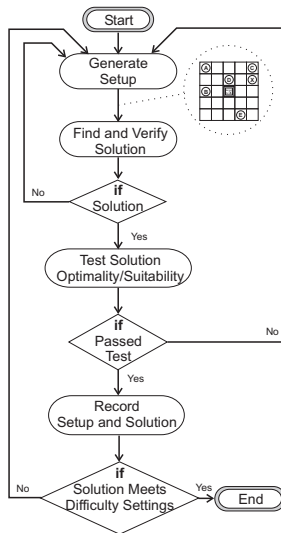 Start
Generate
Setup
A
C
D
X
B
E
Find and Verify
Solution
No
if
Solution
Yes
Test Solution
Optimality/Suitability
if
Passed
Test
No
Yes
Record
Setup and Solution
if
Solution Meets
Difficulty Settings
No
Yes
End